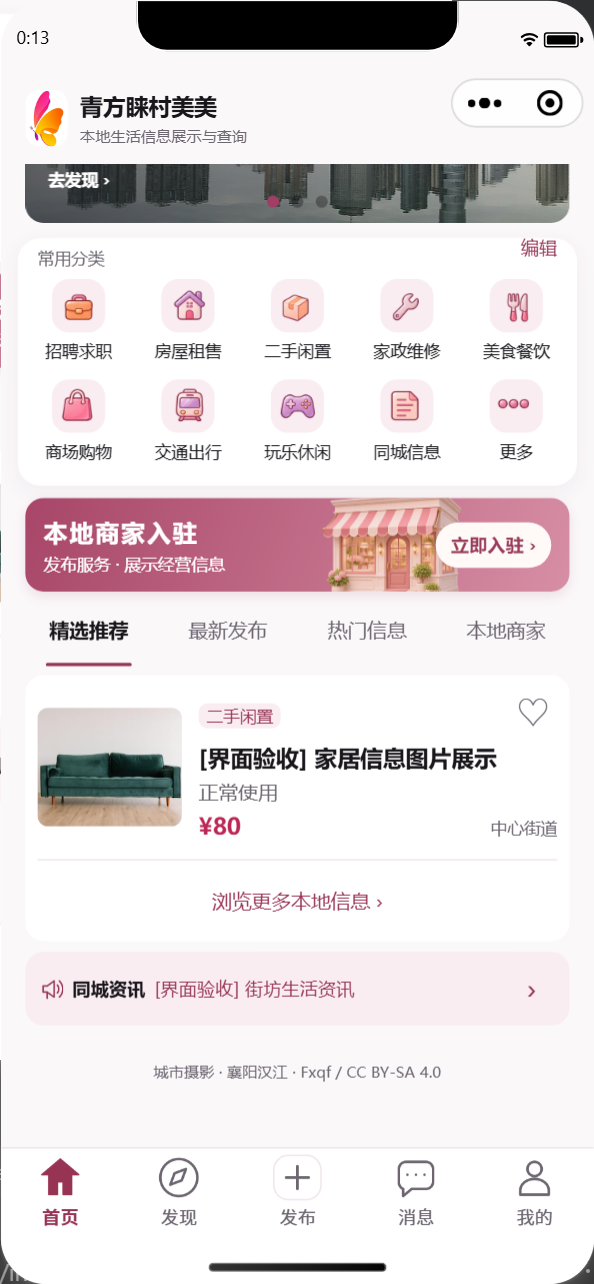 0:13
青方睐村美美
本地生活信息展示与查询
去发现 ›
常用分类
编辑
招聘求职 房屋租售 二手闲置 家政维修 美食餐饮
商场购物 交通出行 玩乐休闲 同城信息 更多
本地商家入驻
发布服务 · 展示经营信息
立即入驻 ›
精选推荐 最新发布 热门信息 本地商家
二手闲置
[界面验收] 家居信息图片展示
正常使用
¥80
中心街道
浏览更多本地信息 ›
同城资讯 [界面验收] 街坊生活资讯 ›
城市摄影 · 襄阳汉江 · Fxqf / CC BY-SA 4.0
首页 发现 发布 消息 我的